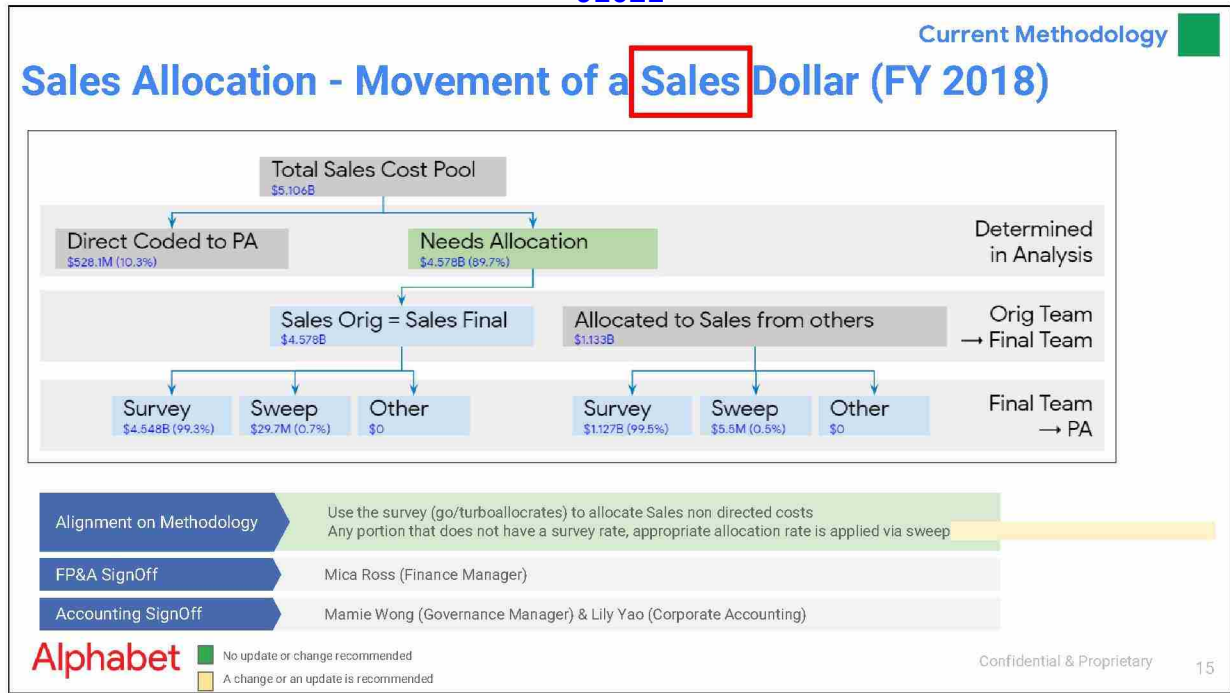 Current Methodology
Sales Allocation - Movement of a Sales Dollar (FY 2018)
Total Sales Cost Pool
$5.106B
Direct Coded to PA
$528.1M (10.3%)
Needs Allocation
$4.578B (89.7%)
Determined
in Analysis
Sales Orig = Sales Final
$4.578B
Allocated to Sales from others
$1.133B
Orig Team
→ Final Team
Survey
$4.548B (99.3%)
Sweep
$29.7M (0.7%)
Other
$0
Survey
$1.127B (99.5%)
Sweep
$5.5M (0.5%)
Other
$0
Final Team
→ PA
Alignment on Methodology
Use the survey (go/turboallocrates) to allocate Sales non directed costs
Any portion that does not have a survey rate, appropriate allocation rate is applied via sweep
FP&A SignOff
Mica Ross (Finance Manager)
Accounting SignOff
Mamie Wong (Governance Manager) & Lily Yao (Corporate Accounting)
Alphabet
No update or change recommended
A change or an update is recommended
Confidential & Proprietary
15